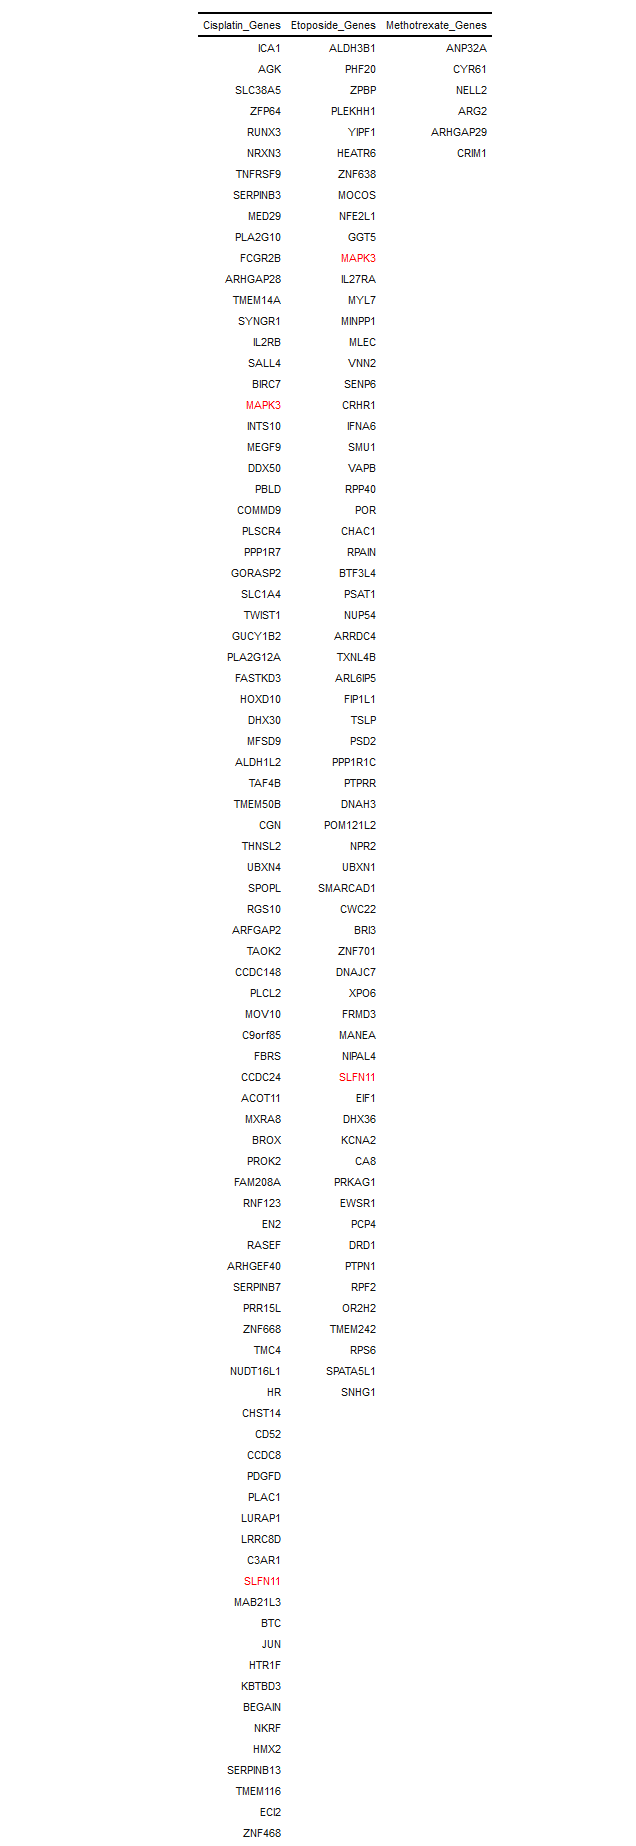 Cisplatin_Genes Etoposide_Genes Methotrexate_Genes
ICA1 ALDH3B1 ANP32A
AGK PHF20 CYR61
SLC38A5 ZPBP NELL2
ZFP64 PLEKHH1 ARG2
RUNX3 YIPF1 ARHGAP29
NRXN3 HEATR6 CRIM1
TNFRSF9 ZNF638
SERPINB3 MOCOS
MED29 NFE2L1
PLA2G10 GGT5
FCGR2B MAPK3
ARHGAP28 IL27RA
TMEM14A MYL7
SYNGR1 MINPP1
IL2RB MLEC
SALL4 VNN2
BIRC7 SENP6
MAPK3 CRHR1
INTS10 IFNA6
MEGF9 SMU1
DDX50 VAPB
PBLD RPP40
COMMD9 POR
PLSCR4 CHAC1
PPP1R7 RPAIN
GORASP2 BTF3L4
SLC1A4 PSAT1
TWIST1 NUP54
GUCY1B2 ARRDC4
PLA2G12A TXNL4B
FASTKD3 ARL6IP5
HOXD10 FIP1L1
DHX30 TSLP
MFSD9 PSD2
ALDH1L2 PPP1R1C
TAF4B PTPRR
TMEM50B DNAH3
CGN POM121L2
THNSL2 NPR2
UBXN4 UBXN1
SPOPL SMARCAD1
RGS10 CWC22
ARFGAP2 BRI3
TAOK2 ZNF701
CCDC148 DNAJC7
PLCL2 XPO6
MOV10 FRMD3
C9orf85 MANEA
FBRS NIPAL4
CCDC24 SLFN11
ACOT11 EIF1
MXRA8 DHX36
BROX KCNA2
PROK2 CA8
FAM208A PRKAG1
RNF123 EWSR1
EN2 PCP4
RASEF DRD1
ARHGEF40 PTPN1
SERPINB7 RPF2
PRR15L OR2H2
ZNF668 TMEM242
TMC4 RPS6
NUDT16L1 SPATA5L1
HR SNHG1
CHST14
CD52
CCDC8
PDGFD
PLAC1
LURAP1
LRRC8D
C3AR1
SLFN11
MAB21L3
BTC
JUN
HTR1F
KBTBD3
BEGAIN
NKRF
HMX2
SERPINB13
TMEM116
ECI2
ZNF468